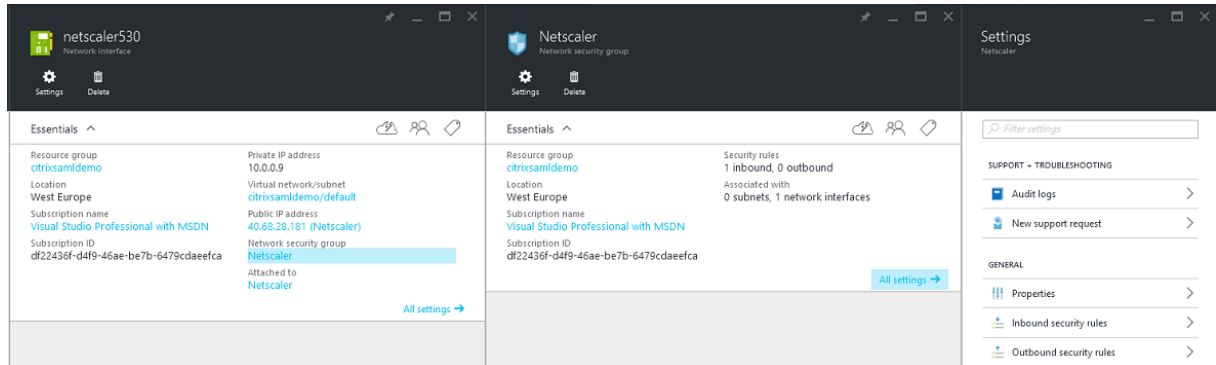 netscaler530
Network interface
Settings
Delete
Essentials
Resource group
citrixsamldemo
Location
West Europe
Subscription name
Visual Studio Professional with MSDN
Subscription ID
df22436f-d4f9-46ae-be7b-6479cdaeefca
Private IP address
10.0.0.9
Virtual network/subnet
citrixsamldemo/default
Public IP address
40.68.28.181 (Netscaler)
Network security group
Netscaler
Attached to
Netscaler
All settings →
Netscaler
Network security group
Settings
Delete
Essentials
Resource group
citrixsamldemo
Location
West Europe
Subscription name
Visual Studio Professional with MSDN
Subscription ID
df22436f-d4f9-46ae-be7b-6479cdaeefca
Security rules
1 inbound, 0 outbound
Associated with
0 subnets, 1 network interfaces
All settings →
Settings
Netscaler
Filter settings
SUPPORT + TROUBLESHOOTING
Audit logs
New support request
GENERAL
Properties
Inbound security rules
Outbound security rules